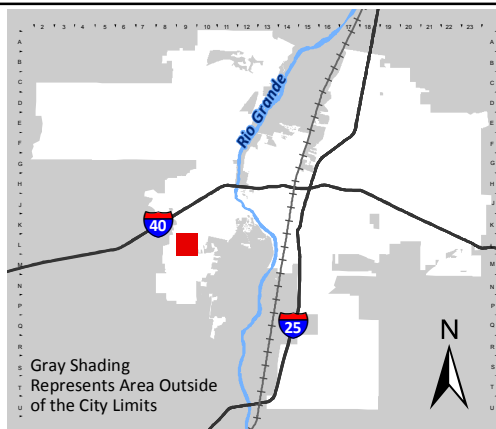 2 3 4 5 6 7 8 9 10 11 12 13 14 15 16 17 18 19 20 21 22 23
A A
B B
C C
D D
E E
F F
G G
H H
J J
K K
L L
M M
N N
P P
Q Q
R R
S S
T T
U U
Rio Grande
40
25
N
Gray Shading
Represents Area Outside
of the City Limits